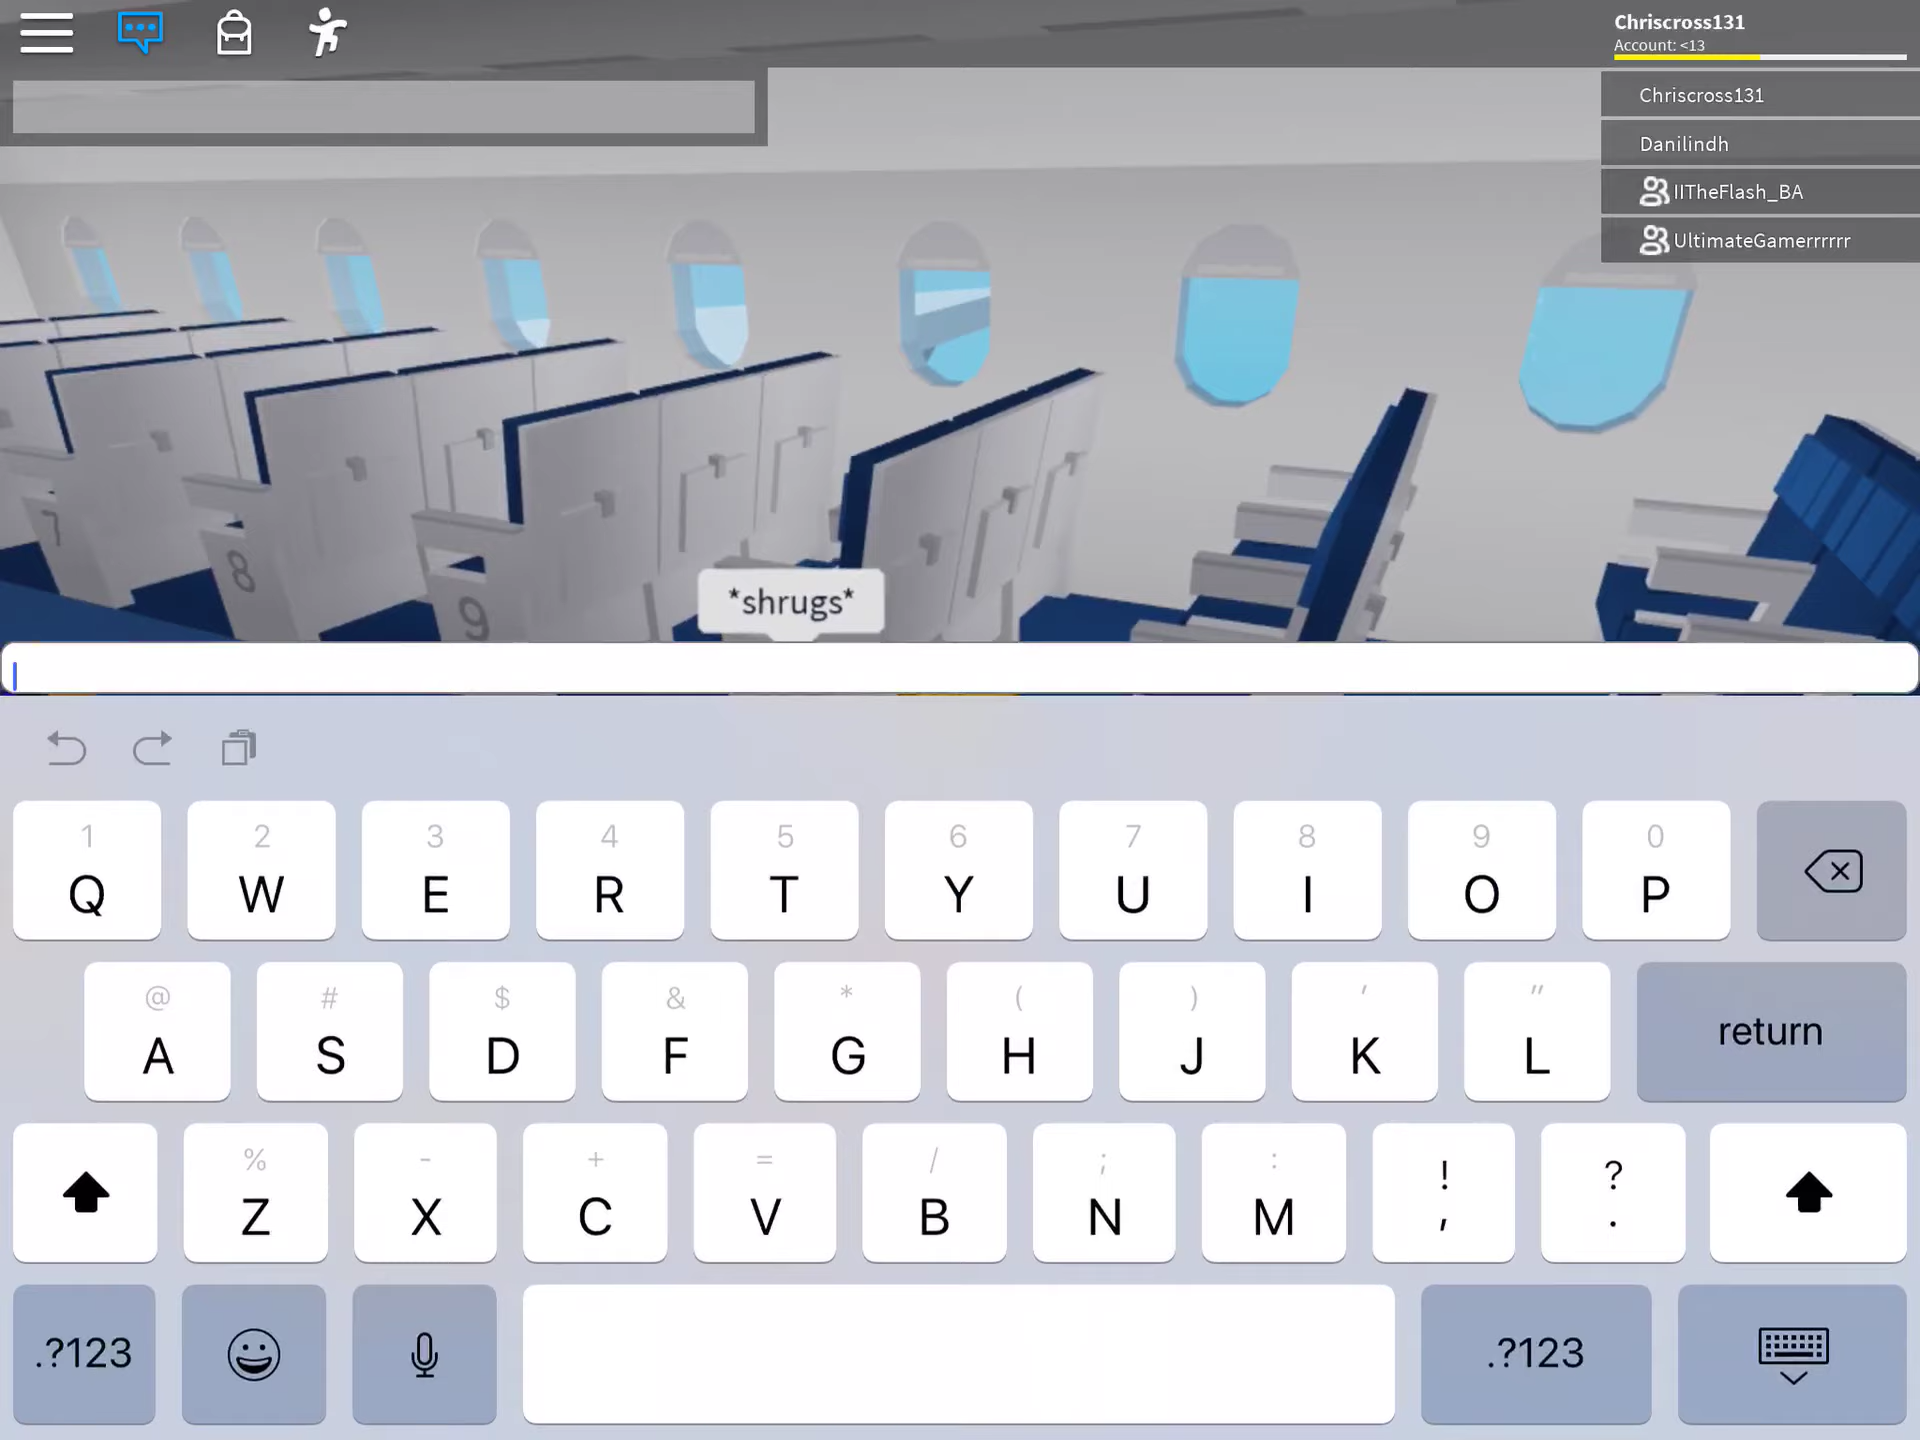 Chriscross131
Account: <13
Chriscross131
Danilindh
IITheFlash_BA
UltimateGamerrrrrr
7
8
9
*shrugs*
1 2 3 4 5 6 7 8 9 0
Q W E R T Y U I O P
@ # $ & * ( ) ' "
A S D F G H J K L return
% - + = / ; : ! ?
Z X C V B N M , .
.?123 .?123